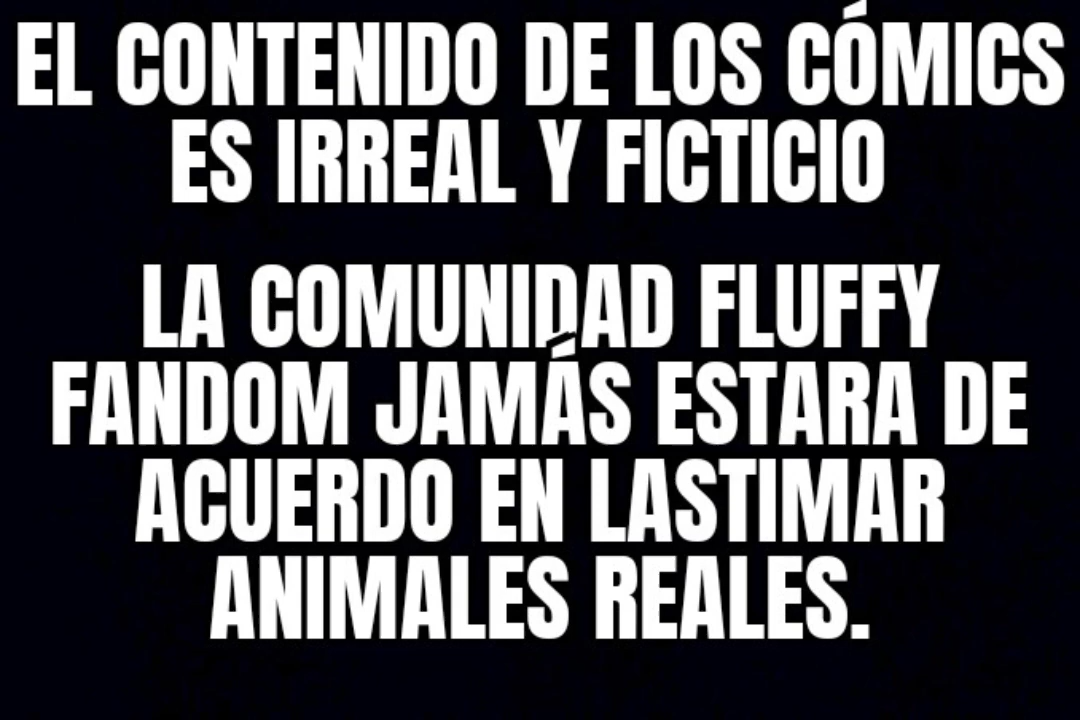 EL CONTENIDO DE LOS CÓMICS
ES IRREAL Y FICTICIO
LA COMUNIDAD FLUFFY
FANDOM JAMÁS ESTARA DE
ACUERDO EN LASTIMAR
ANIMALES REALES.